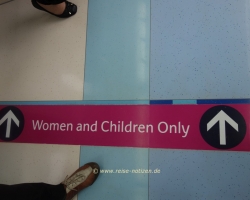 Women and Children Only
© www.reise-notizen.de